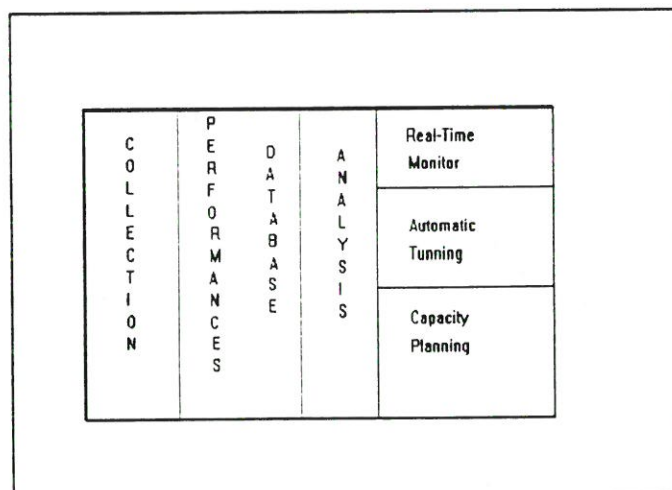 COLLECTION
PERFORMANCES
DATABASE
ANALYSIS
Real-Time
Monitor
Automatic
Tunning
Capacity
Planning